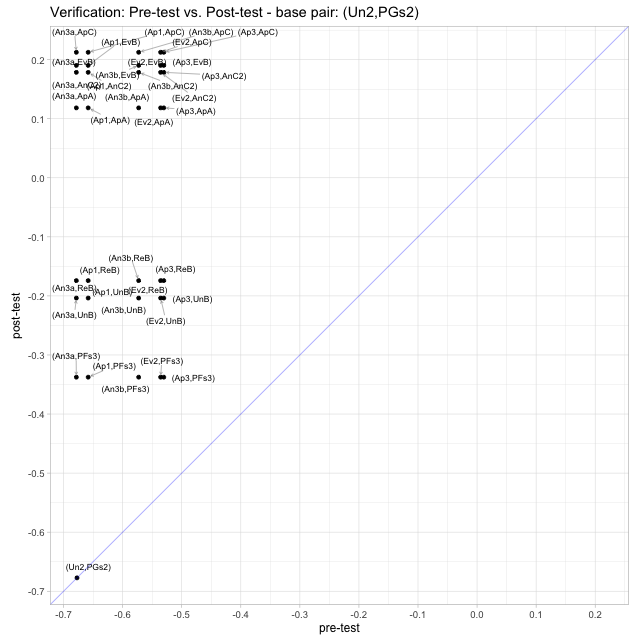 Verification: Pre-test vs. Post-test - base pair: (Un2,PGs2)
(An3a,ApC)
(Ap1,ApC)
(An3b,ApC)
(Ap3,ApC)
(Ap1,EvB)
(Ev2,ApC)
(An3a,EvB)
(Ev2,EvB)
(Ap3,EvB)
(An3b,EvB)
(Ap3,AnC2)
(An3a,AnC2)
(Ap1,AnC2)
(An3b,AnC2)
(An3a,ApA)
(An3b,ApA)
(Ev2,AnC2)
(Ap3,ApA)
(Ap1,ApA)
(Ev2,ApA)
(An3b,ReB)
(Ap1,ReB)
(Ap3,ReB)
(An3a,ReB)
(Ap1,UnB)
(Ev2,ReB)
(Ap3,UnB)
(An3b,UnB)
(An3a,UnB)
(Ev2,UnB)
(An3a,PFs3)
(Ev2,PFs3)
(Ap1,PFs3)
(Ap3,PFs3)
(An3b,PFs3)
(Un2,PGs2)
0.2
0.1
0.0
-0.1
-0.2
-0.3
-0.4
-0.5
-0.6
-0.7
post-test
-0.7 -0.6 -0.5 -0.4 -0.3 -0.2 -0.1 0.0 0.1 0.2
pre-test